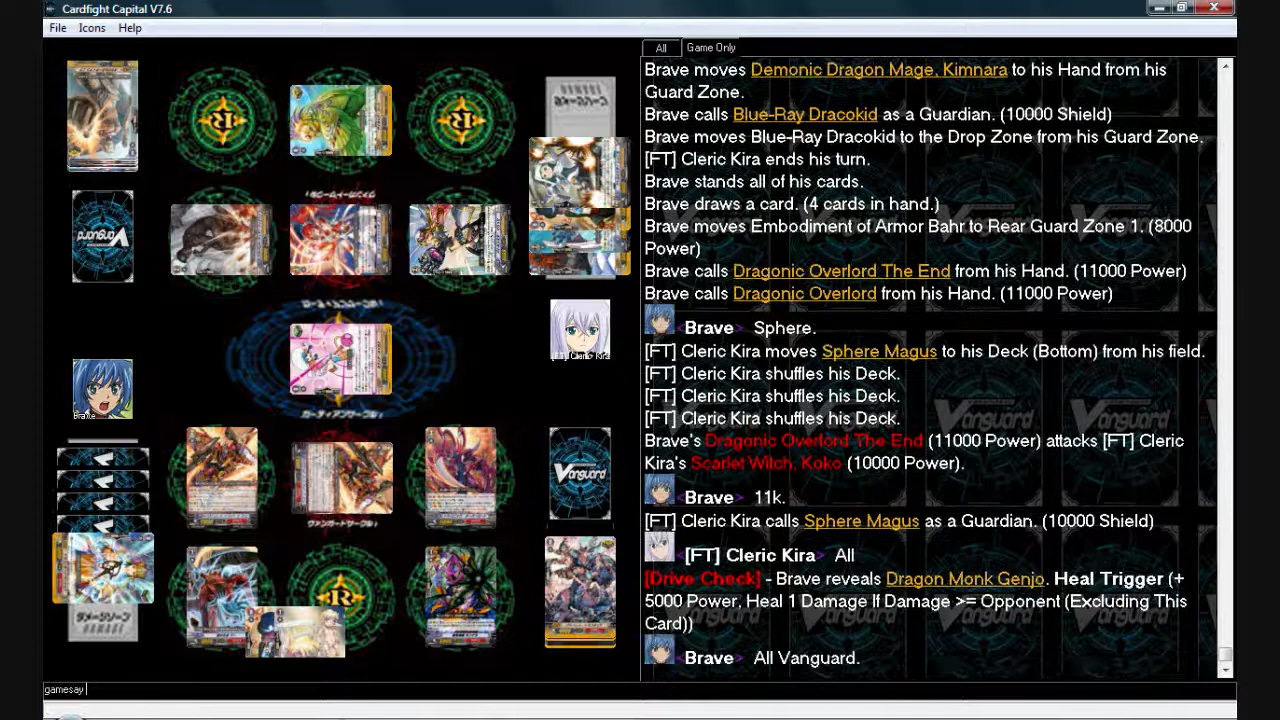 Cardfight Capital V7.6
File Icons Help
All Game Only
Brave moves Demonic Dragon Mage, Kimnara to his Hand from his
Guard Zone.
Brave calls Blue-Ray Dracokid as a Guardian. (10000 Shield)
Brave moves Blue-Ray Dracokid to the Drop Zone from his Guard Zone.
[FT] Cleric Kira ends his turn.
Brave stands all of his cards.
Brave draws a card. (4 cards in hand.)
Brave moves Embodiment of Armor Bahr to Rear Guard Zone 1. (8000
Power)
Brave calls Dragonic Overlord The End from his Hand. (11000 Power)
Brave calls Dragonic Overlord from his Hand. (11000 Power)
<Brave> Sphere.
[FT] Cleric Kira moves Sphere Magus to his Deck (Bottom) from his field.
[FT] Cleric Kira shuffles his Deck.
[FT] Cleric Kira shuffles his Deck.
[FT] Cleric Kira shuffles his Deck.
Brave's Dragonic Overlord The End (11000 Power) attacks [FT] Cleric
Kira's Scarlet Witch, Koko (10000 Power).
<Brave> 11k.
[FT] Cleric Kira calls Sphere Magus as a Guardian. (10000 Shield)
<[FT] Cleric Kira> All
[Drive Check] - Brave reveals Dragon Monk Genjo. Heal Trigger (+
5000 Power, Heal 1 Damage If Damage >= Opponent (Excluding This
Card))
<Brave> All Vanguard.
[FT] Cleric Kira
Brave
Vanguard
Vanguard
gamesay